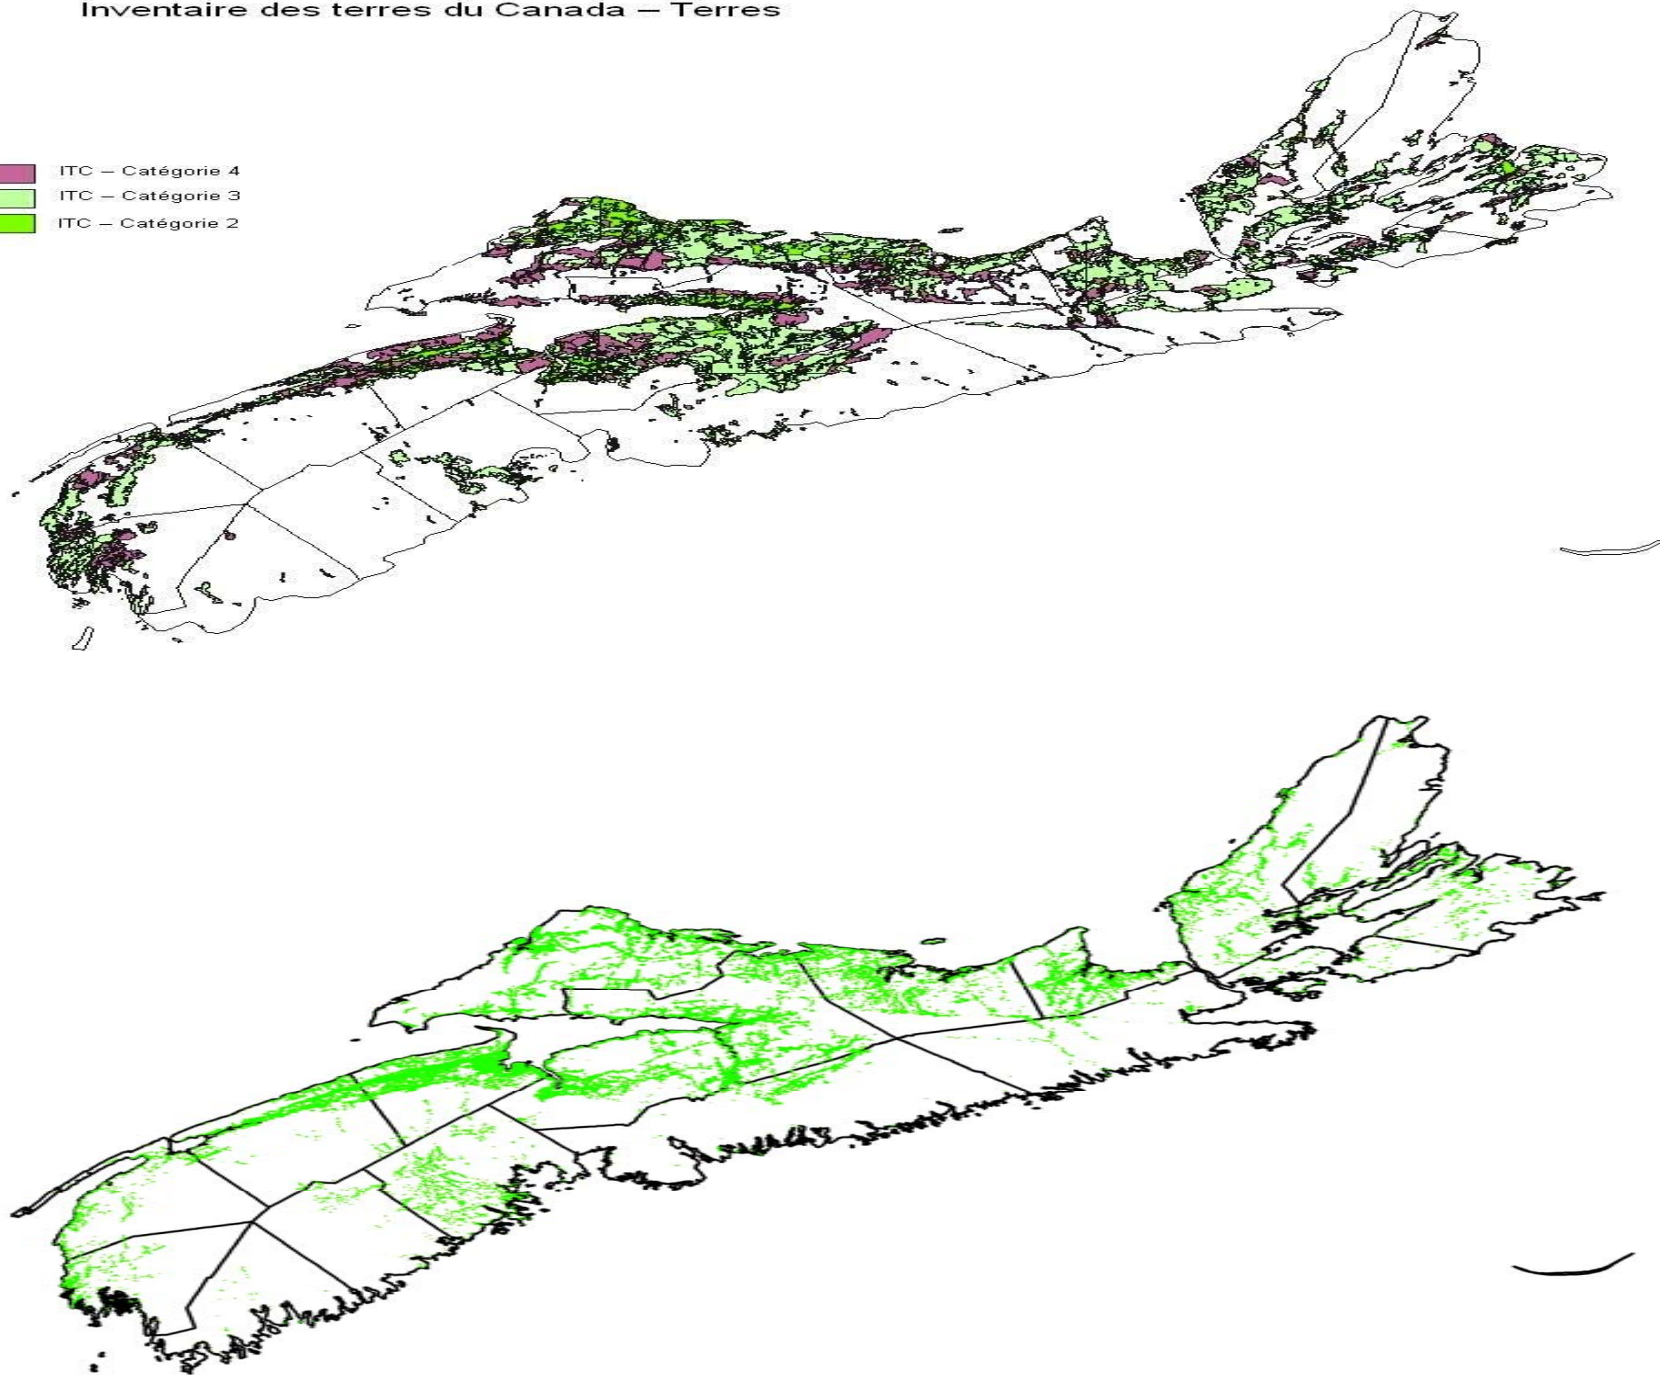 Inventaire des terres du Canada – Terres
ITC – Catégorie 4
ITC – Catégorie 3
ITC – Catégorie 2